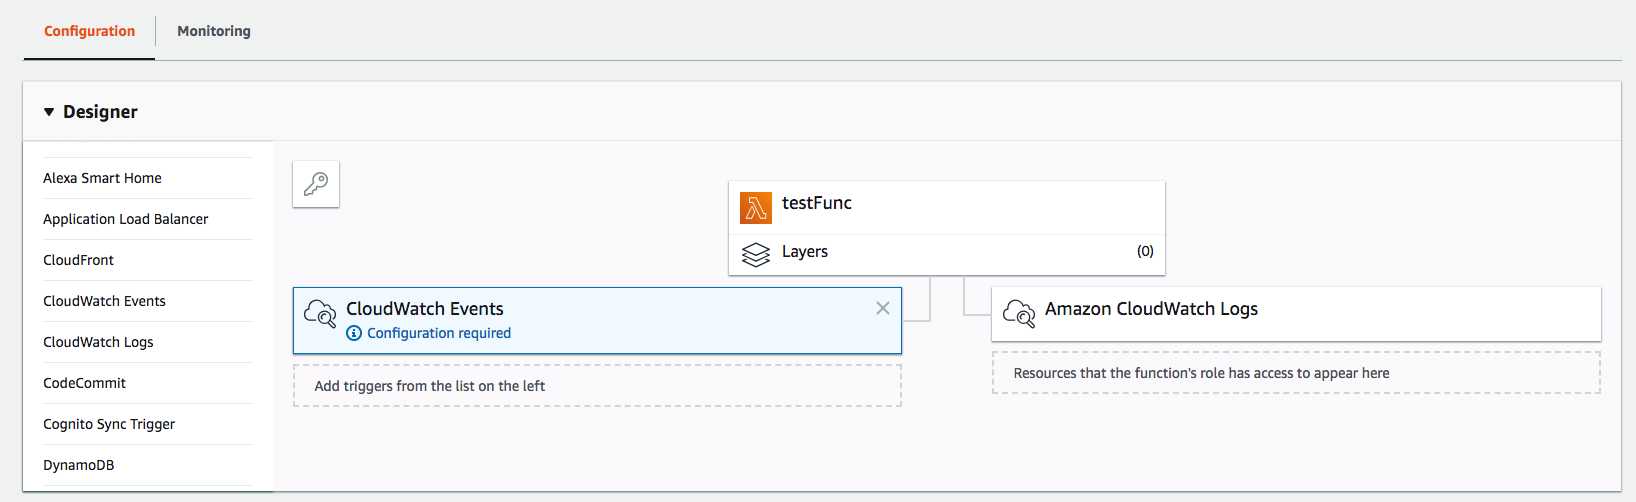 Configuration
Monitoring
Designer
Alexa Smart Home
Application Load Balancer
CloudFront
CloudWatch Events
CloudWatch Logs
CodeCommit
Cognito Sync Trigger
DynamoDB
testFunc
Layers (0)
CloudWatch Events
Configuration required
Add triggers from the list on the left
Amazon CloudWatch Logs
Resources that the function's role has access to appear here